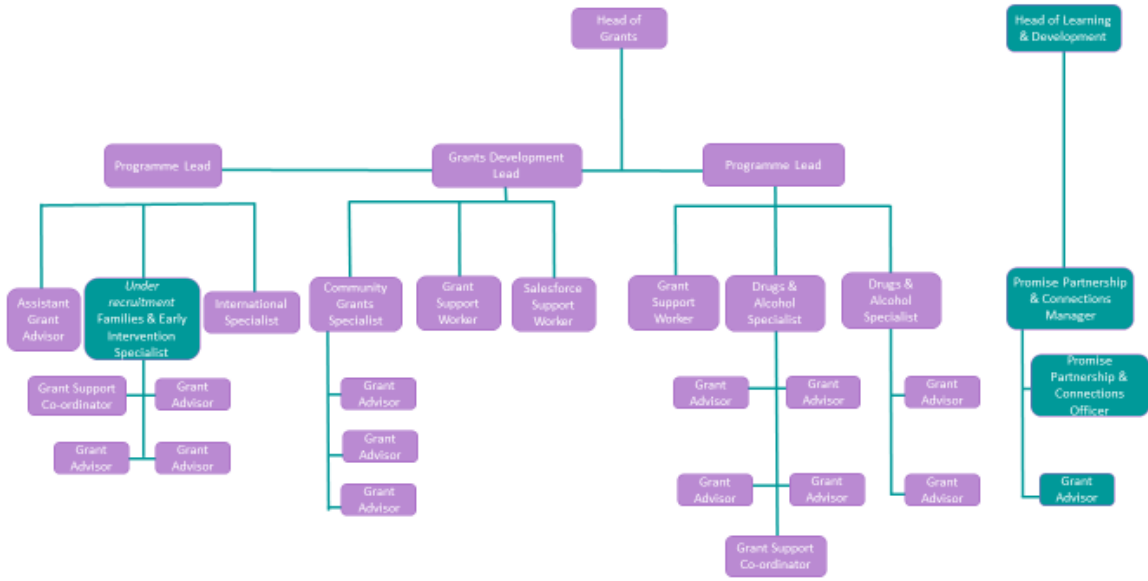 Head of
Grants
Head of Learning
& Development
Programme Lead
Grants Development
Lead
Programme Lead
Assistant
Grant
Advisor
Under
recruitment
Families & Early
Intervention
Specialist
International
Specialist
Community
Grants
Specialist
Grant
Support
Worker
Salesforce
Support
Worker
Grant
Support
Worker
Drugs &
Alcohol
Specialist
Drugs &
Alcohol
Specialist
Promise Partnership
& Connections
Manager
Grant Support
Co-ordinator
Grant
Advisor
Grant
Advisor
Grant
Advisor
Grant
Advisor
Grant
Advisor
Grant
Advisor
Grant
Advisor
Grant
Advisor
Grant
Advisor
Grant
Advisor
Grant Support
Co-ordinator
Grant
Advisor
Grant
Advisor
Promise
Partnership &
Connections
Officer
Grant
Advisor